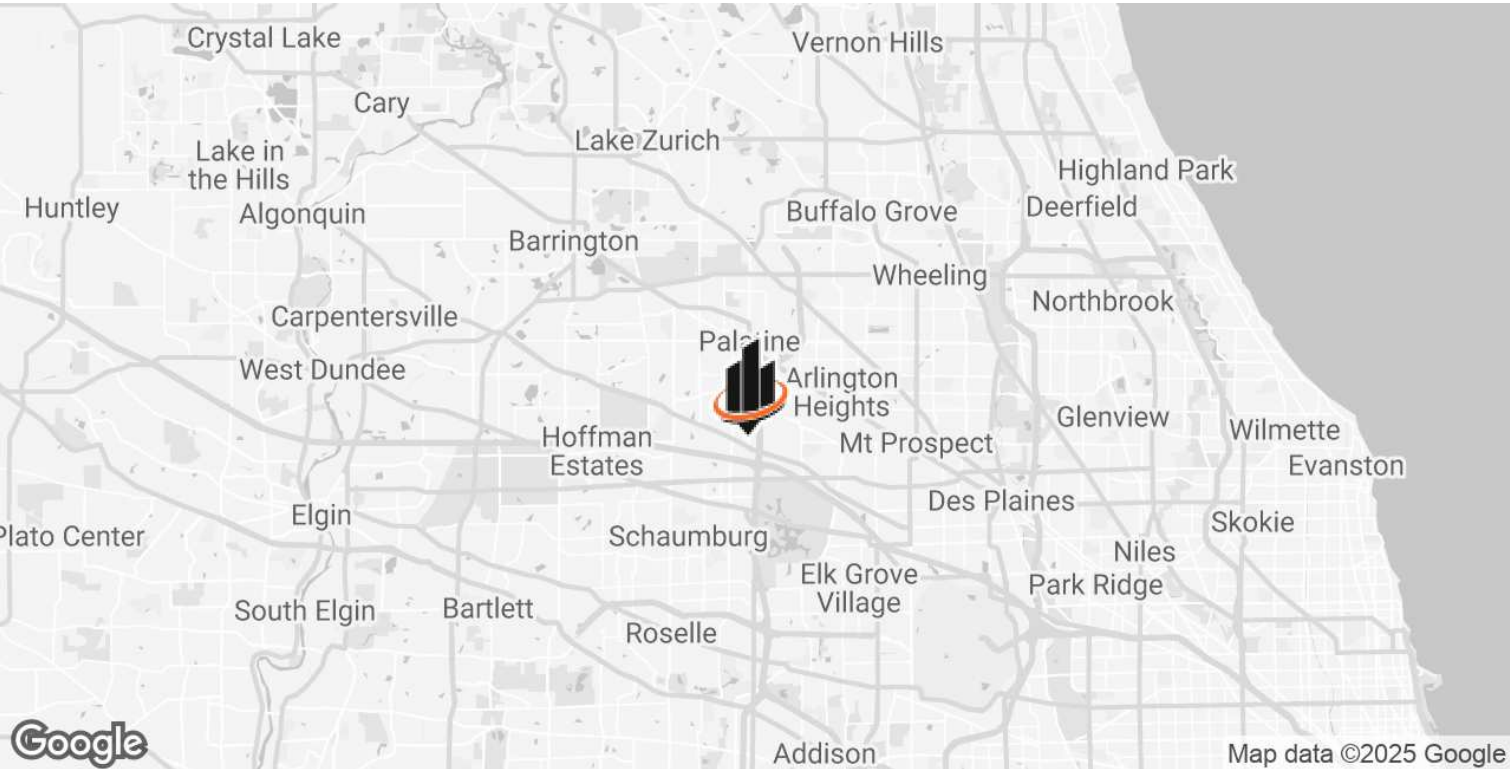 Crystal Lake
Vernon Hills
Cary
Lake Zurich
Lake in
the Hills
Highland Park
Huntley
Algonquin
Buffalo Grove
Deerfield
Barrington
Wheeling
Northbrook
Carpentersville
Palatine
West Dundee
Arlington
Heights
Glenview
Hoffman
Estates
Mt Prospect
Wilmette
Evanston
Des Plaines
Elgin
Skokie
Plato Center
Schaumburg
Niles
Elk Grove
Village
Park Ridge
South Elgin
Bartlett
Roselle
Google
Addison
Map data ©2025 Google